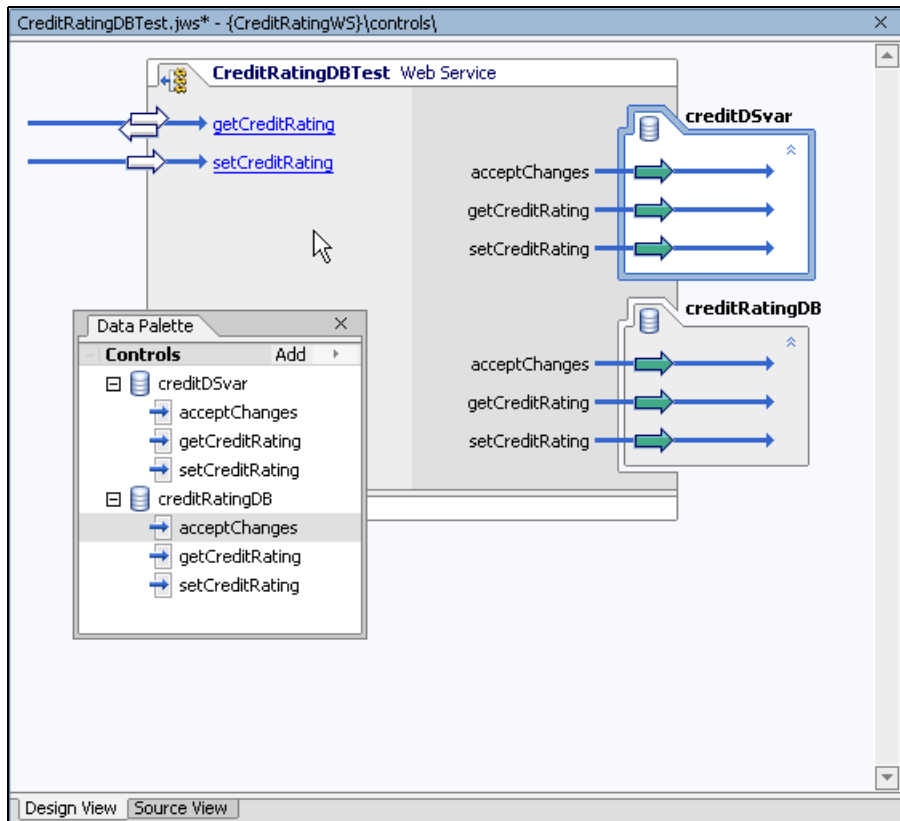 CreditRatingDBTest.jws* - {CreditRatingWS}\controls\
CreditRatingDBTest Web Service
getCreditRating
setCreditRating
creditDSvar
acceptChanges
getCreditRating
setCreditRating
creditRatingDB
acceptChanges
getCreditRating
setCreditRating
Data Palette
Controls Add
creditDSvar
acceptChanges
getCreditRating
setCreditRating
creditRatingDB
acceptChanges
getCreditRating
setCreditRating
Design View Source View